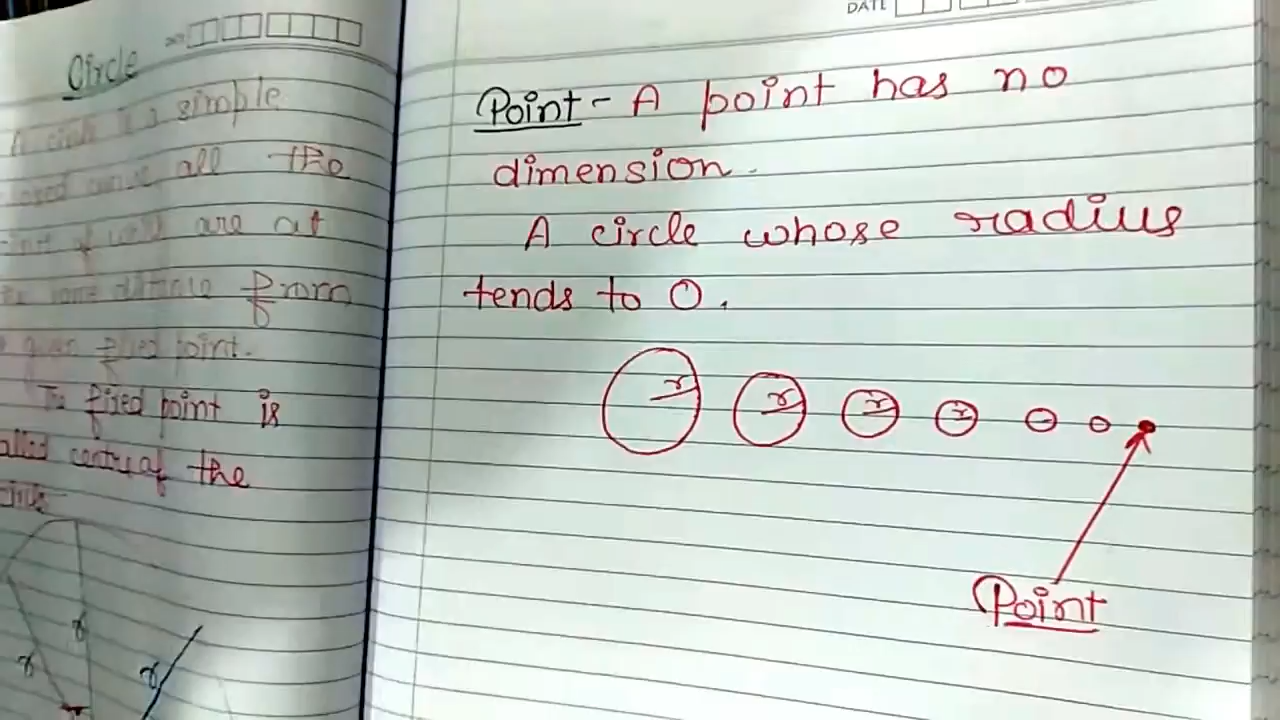 Circle
A circle is a simple
closed curve all the
point of which are at
the same distance from
a given fixed point.
The fixed point is
called centre of the
circle
r
r
r
DATE
Point - A point has no
dimension.
A circle whose radius
tends to 0.
r r r r
Point